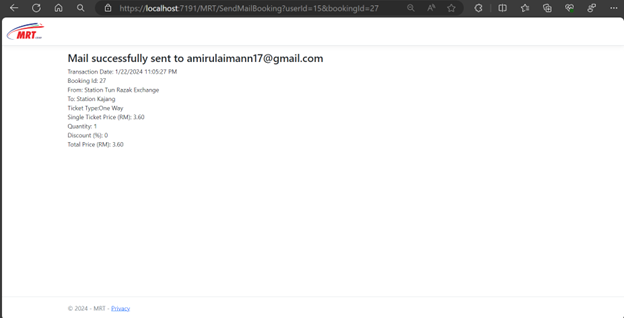 https://localhost:7191/MRT/SendMailBooking?userId=15&bookingId=27
MRT.com
Mail successfully sent to amirulaimann17@gmail.com
Transaction Date: 1/22/2024 11:05:27 PM
Booking Id: 27
From: Station Tun Razak Exchange
To: Station Kajang
Ticket Type:One Way
Single Ticket Price (RM): 3.60
Quantity: 1
Discount (%): 0
Total Price (RM): 3.60
© 2024 - MRT - Privacy